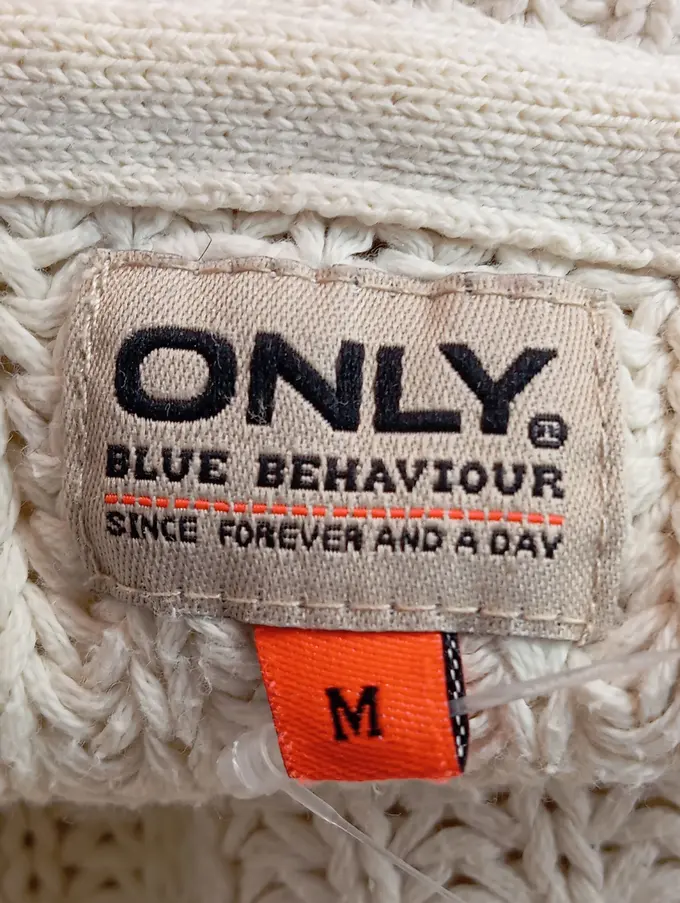 ONLY®
BLUE BEHAVIOUR
SINCE FOREVER AND A DAY
M